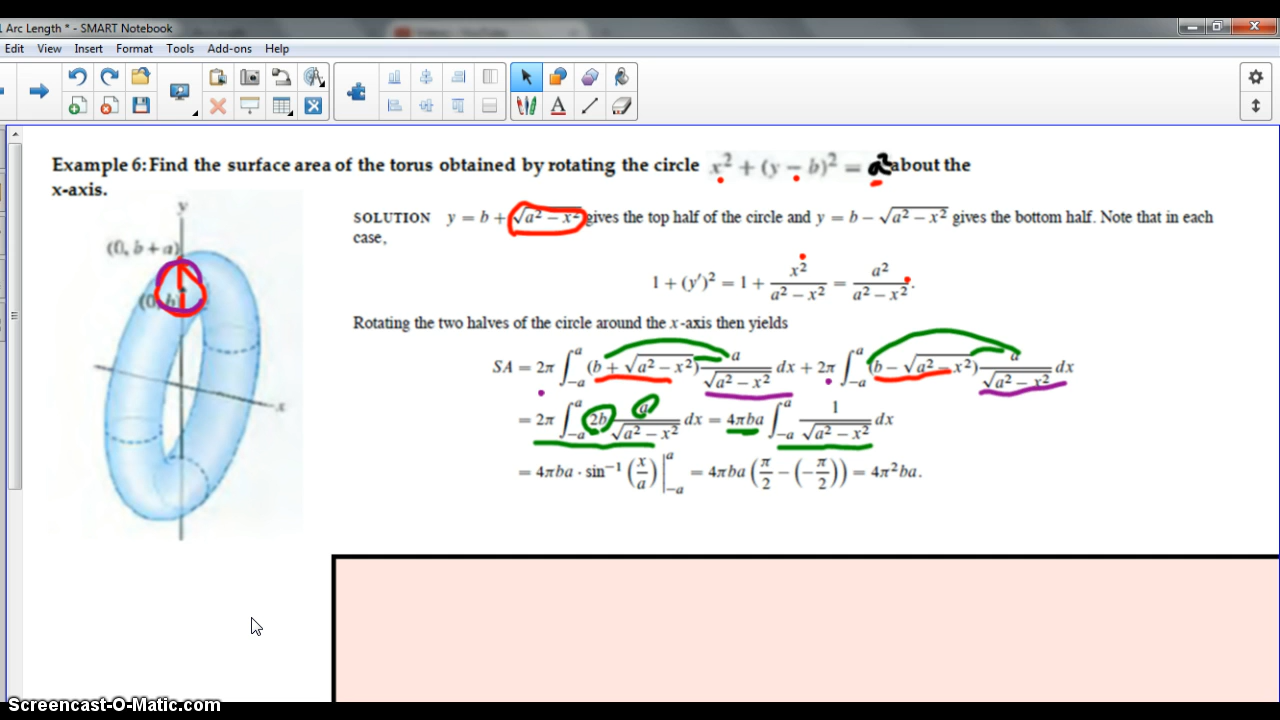 Arc Length * - SMART Notebook
Edit View Insert Format Tools Add-ons Help
Example 6: Find the surface area of the torus obtained by rotating the circle x² + (y − b)² = a² about the
x-axis.
y
(0, b + a)
(0, b)
x
SOLUTION y = b + √(a² − x²) gives the top half of the circle and y = b − √(a² − x²) gives the bottom half. Note that in each
case,
1 + (y′)² = 1 + x²/(a² − x²) = a²/(a² − x²).
Rotating the two halves of the circle around the x-axis then yields
SA = 2π ∫_{−a}^{a} (b + √(a² − x²)) a/√(a² − x²) dx + 2π ∫_{−a}^{a} (b − √(a² − x²)) a/√(a² − x²) dx
= 2π ∫_{−a}^{a} 2b a/√(a² − x²) dx = 4πba ∫_{−a}^{a} 1/√(a² − x²) dx
= 4πba · sin⁻¹ (x/a) |_{−a}^{a} = 4πba (π/2 − (−π/2)) = 4π²ba.
Screencast-O-Matic.com